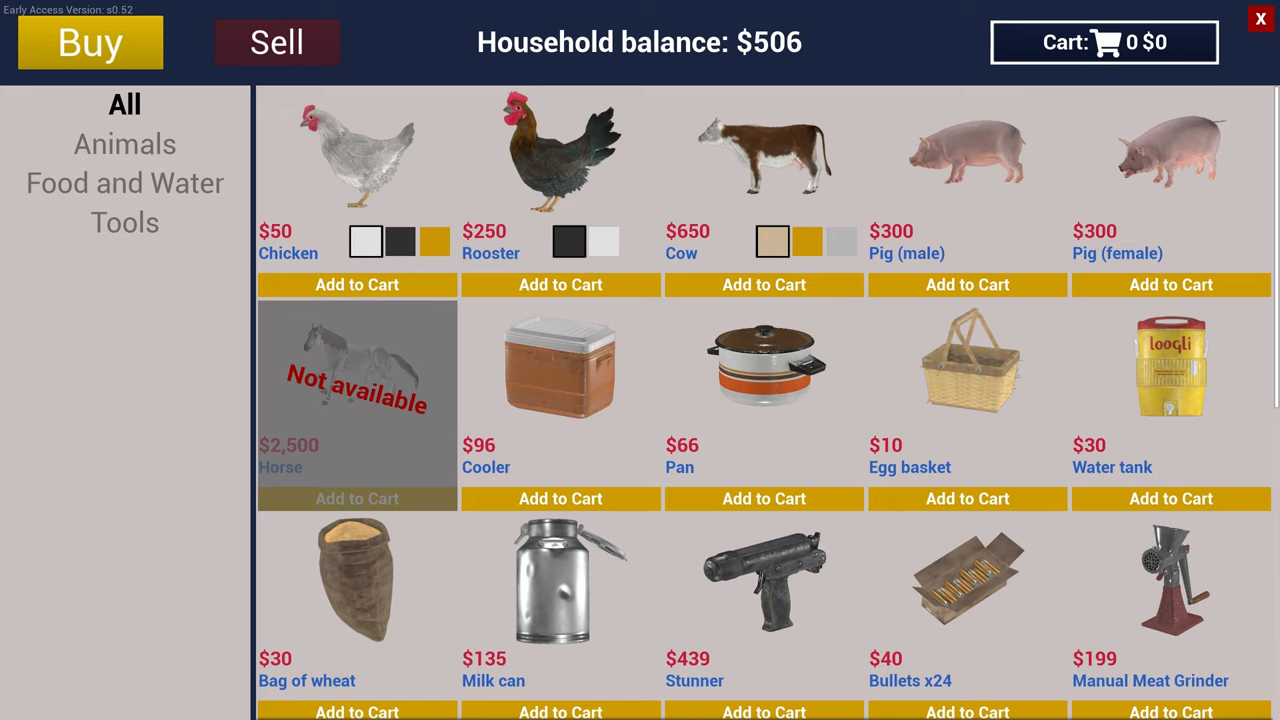 Early Access Version: s0.52
Buy
Sell
Household balance: $506
Cart: 0 $0
X
All
Animals
Food and Water
Tools
$50
Chicken
Add to Cart
$250
Rooster
Add to Cart
$650
Cow
Add to Cart
$300
Pig (male)
Add to Cart
$300
Pig (female)
Add to Cart
Not available
$2,500
Horse
Add to Cart
$96
Cooler
Add to Cart
$66
Pan
Add to Cart
$10
Egg basket
Add to Cart
loogli
$30
Water tank
Add to Cart
$30
Bag of wheat
Add to Cart
$135
Milk can
Add to Cart
$439
Stunner
Add to Cart
$40
Bullets x24
Add to Cart
$199
Manual Meat Grinder
Add to Cart